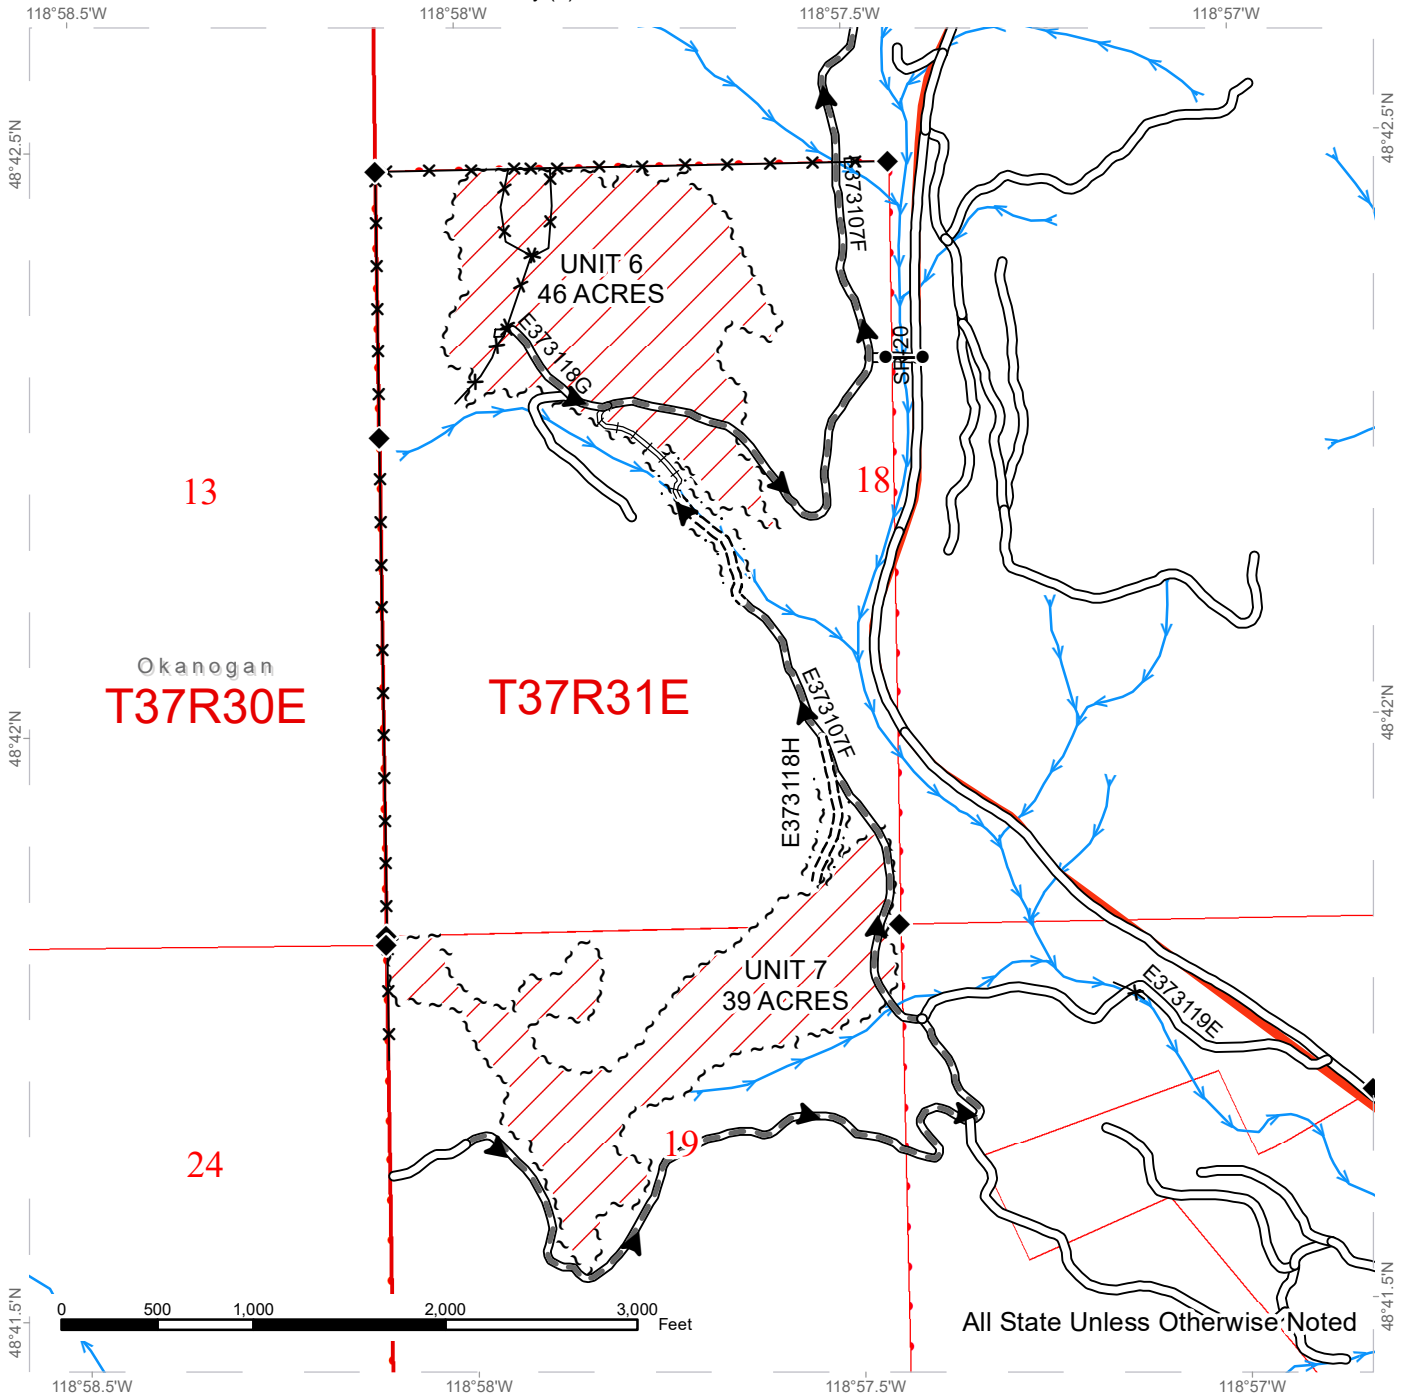 118°58.5'W
118°58'W
118°57.5'W
118°57'W
48°42.5'N
48°42.5'N
E373107F
UNIT 6
46 ACRES
E373118G
SR 20
13
18
Okanogan
T37R30E
T37R31E
E373107F
48°42'N
48°42'N
E373118H
UNIT 7
39 ACRES
E373119E
24
19
48°41.5'N
48°41.5'N
0 500 1,000 2,000 3,000
Feet
All State Unless Otherwise Noted
118°58.5'W
118°58'W
118°57.5'W
118°57'W